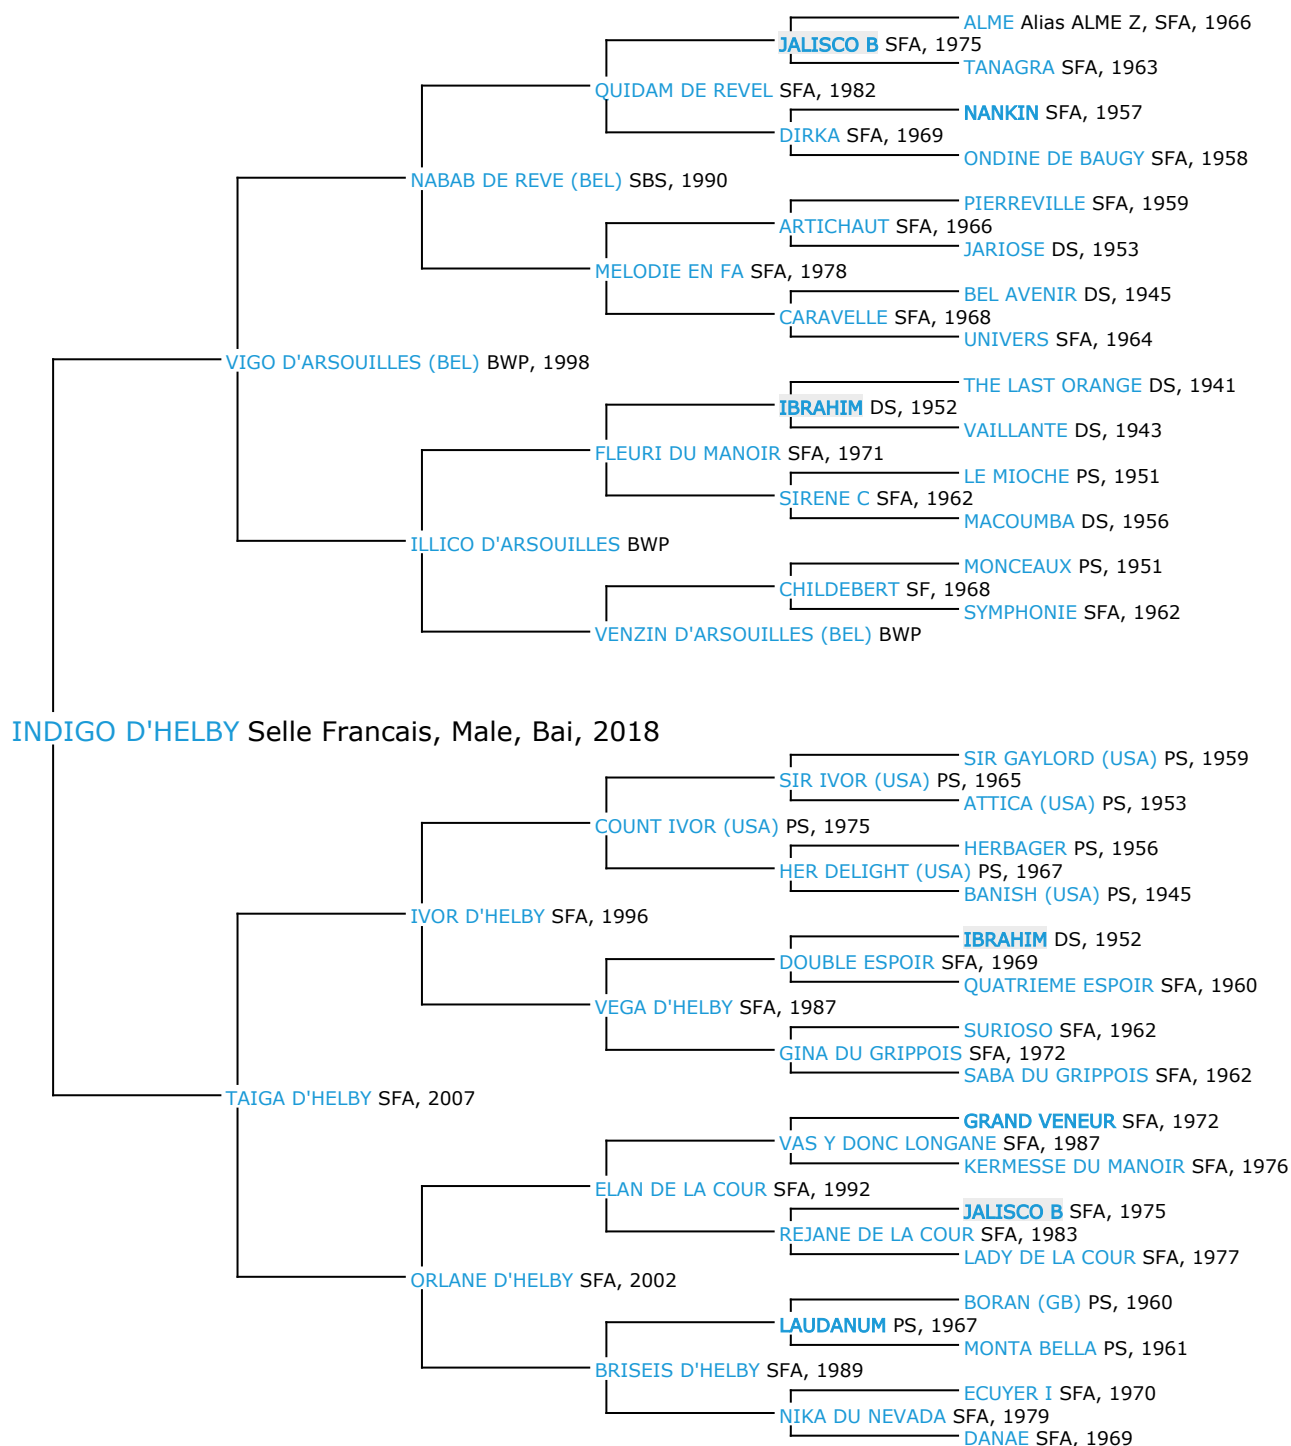 ALME Alias ALME Z, SFA, 1966
JALISCO B SFA, 1975
TANAGRA SFA, 1963
QUIDAM DE REVEL SFA, 1982
NANKIN SFA, 1957
DIRKA SFA, 1969
ONDINE DE BAUGY SFA, 1958
NABAB DE REVE (BEL) SBS, 1990
PIERREVILLE SFA, 1959
ARTICHAUT SFA, 1966
JARIOSE DS, 1953
MELODIE EN FA SFA, 1978
BEL AVENIR DS, 1945
CARAVELLE SFA, 1968
UNIVERS SFA, 1964
VIGO D'ARSOUILLES (BEL) BWP, 1998
THE LAST ORANGE DS, 1941
IBRAHIM DS, 1952
VAILLANTE DS, 1943
FLEURI DU MANOIR SFA, 1971
LE MIOCHE PS, 1951
SIRENE C SFA, 1962
MACOUMBA DS, 1956
ILLICO D'ARSOUILLES BWP
MONCEAUX PS, 1951
CHILDEBERT SF, 1968
SYMPHONIE SFA, 1962
VENZIN D'ARSOUILLES (BEL) BWP
INDIGO D'HELBY Selle Francais, Male, Bai, 2018
SIR GAYLORD (USA) PS, 1959
SIR IVOR (USA) PS, 1965
ATTICA (USA) PS, 1953
COUNT IVOR (USA) PS, 1975
HERBAGER PS, 1956
HER DELIGHT (USA) PS, 1967
BANISH (USA) PS, 1945
IVOR D'HELBY SFA, 1996
IBRAHIM DS, 1952
DOUBLE ESPOIR SFA, 1969
QUATRIEME ESPOIR SFA, 1960
VEGA D'HELBY SFA, 1987
SURIOSO SFA, 1962
GINA DU GRIPPOIS SFA, 1972
SABA DU GRIPPOIS SFA, 1962
TAIGA D'HELBY SFA, 2007
GRAND VENEUR SFA, 1972
VAS Y DONC LONGANE SFA, 1987
KERMESSE DU MANOIR SFA, 1976
ELAN DE LA COUR SFA, 1992
JALISCO B SFA, 1975
REJANE DE LA COUR SFA, 1983
LADY DE LA COUR SFA, 1977
ORLANE D'HELBY SFA, 2002
BORAN (GB) PS, 1960
LAUDANUM PS, 1967
MONTA BELLA PS, 1961
BRISEIS D'HELBY SFA, 1989
ECUYER I SFA, 1970
NIKA DU NEVADA SFA, 1979
DANAE SFA, 1969